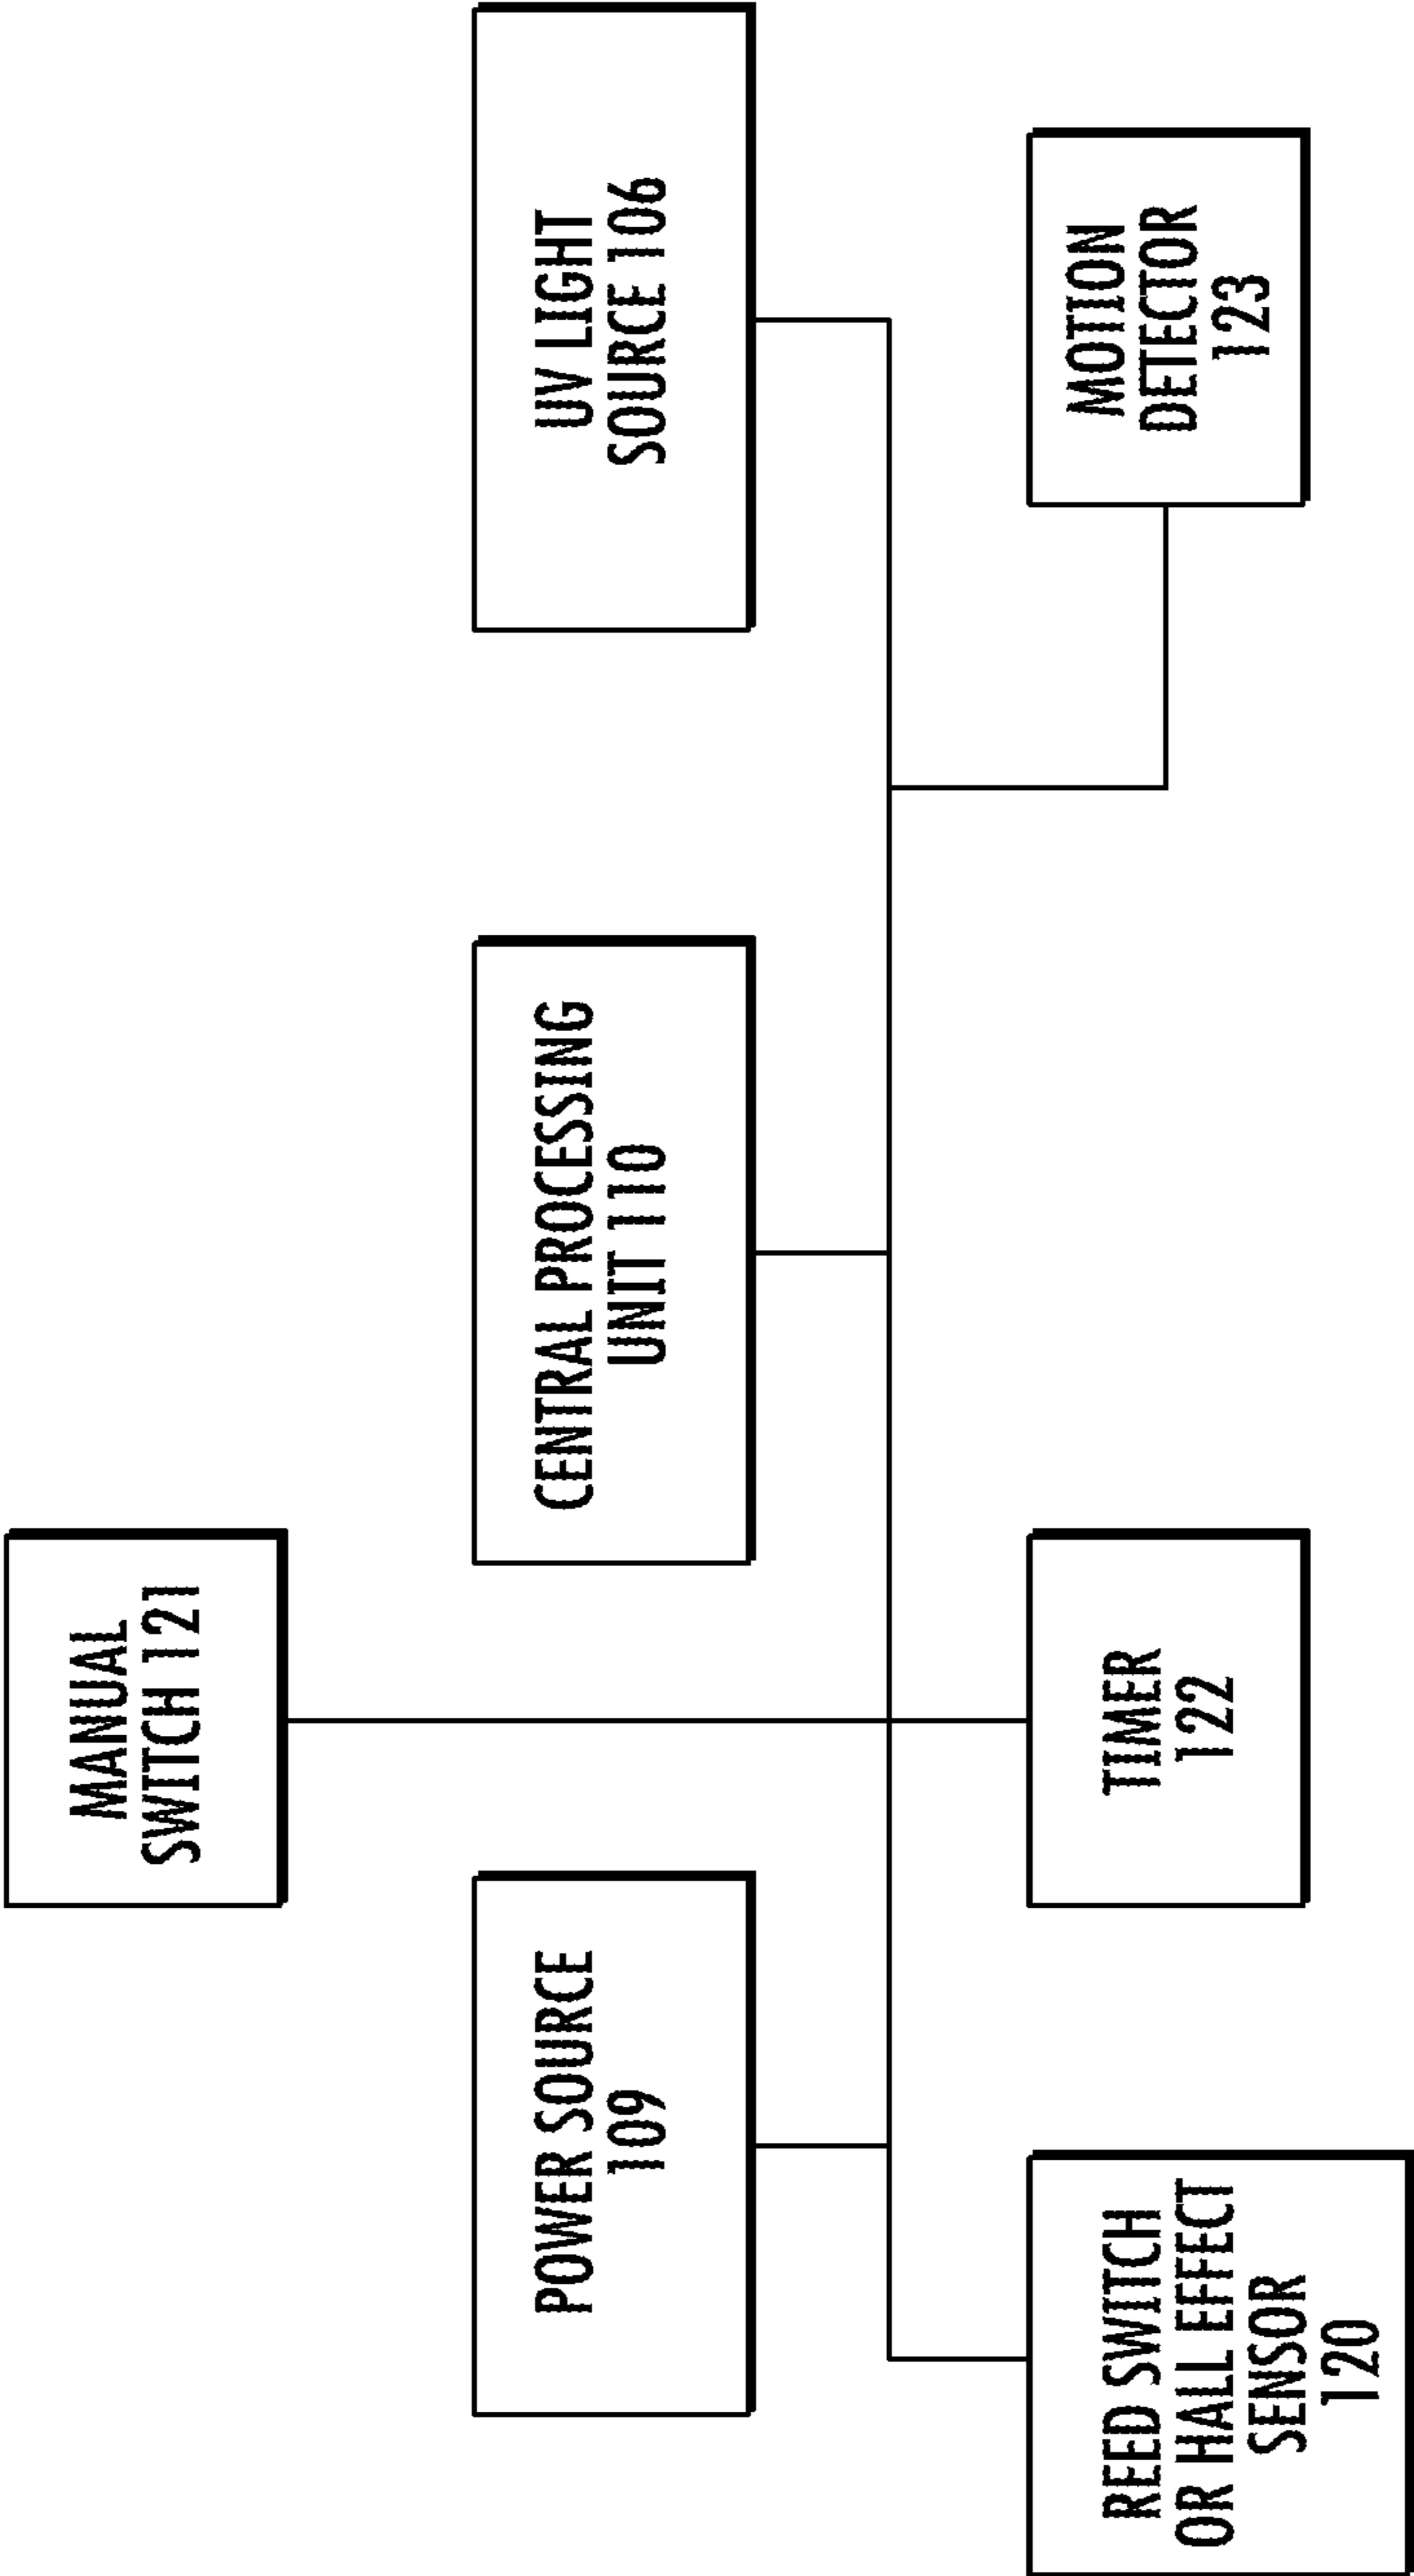 MANUAL
SWITCH 121
POWER SOURCE
109
CENTRAL PROCESSING
UNIT 110
UV LIGHT
SOURCE 106
REED SWITCH
OR HALL EFFECT
SENSOR
120
TIMER
122
MOTION
DETECTOR
123